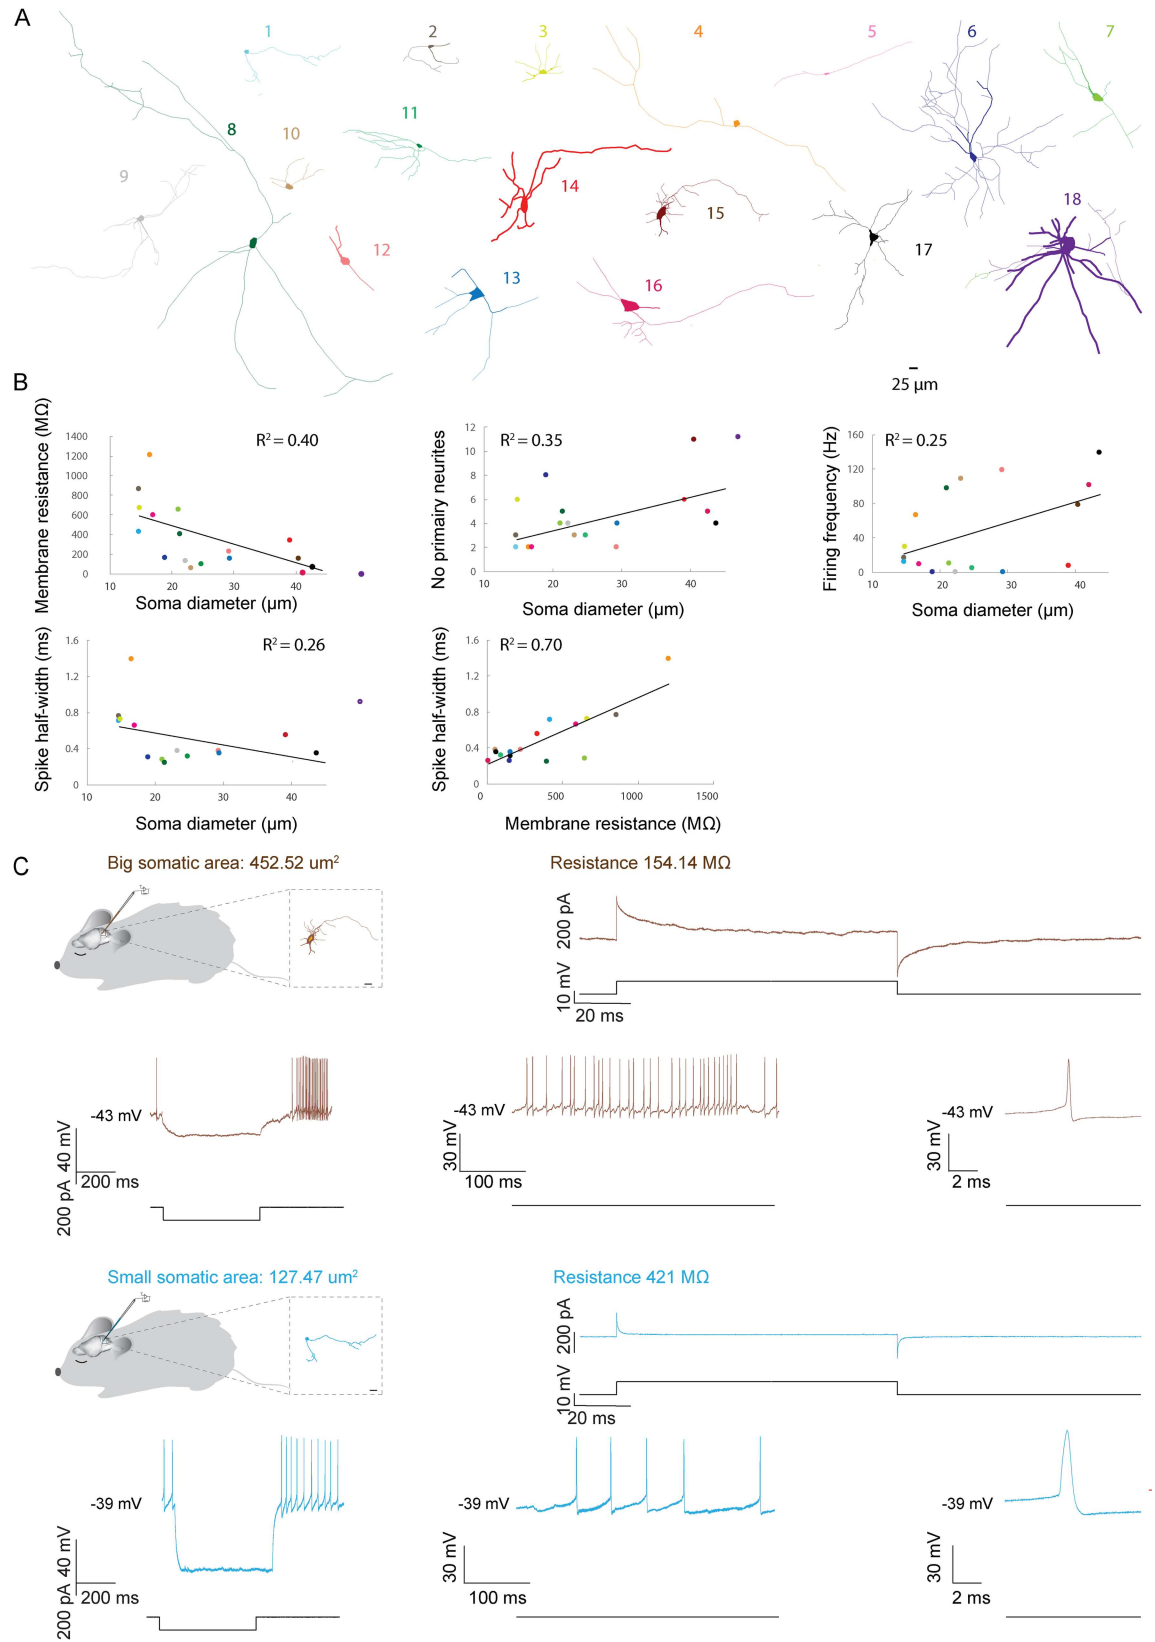 A
1 2 3 4 5 6 7
8 10 11
9 14 15 18
12 13 16 17
25 µm
B
Membrane resistance (MΩ)
1400
1200
1000
800
600
400
200
0
R² = 0.40
10 20 30 40
Soma diameter (µm)
No primairy neurites
12
10
8
6
4
2
0
R² = 0.35
10 20 30 40
Soma diameter (µm)
Firing frequency (Hz)
160
120
80
40
0
R² = 0.25
10 20 30 40
Soma diameter (µm)
Spike half-width (ms)
1.6
1.2
0.8
0.4
0
R² = 0.26
10 20 30 40
Soma diameter (µm)
Spike half-width (ms)
1.6
1.2
0.8
0.4
0
R² = 0.70
0 500 1000 1500
Membrane resistance (MΩ)
C
Big somatic area: 452.52 um²
Resistance 154.14 MΩ
200 pA
10 mV
20 ms
-43 mV
40 mV
200 ms
200 pA
-43 mV
30 mV
100 ms
-43 mV
30 mV
2 ms
Small somatic area: 127.47 um²
Resistance 421 MΩ
200 pA
10 mV
20 ms
-39 mV
40 mV
200 ms
200 pA
-39 mV
30 mV
100 ms
-39 mV
30 mV
2 ms